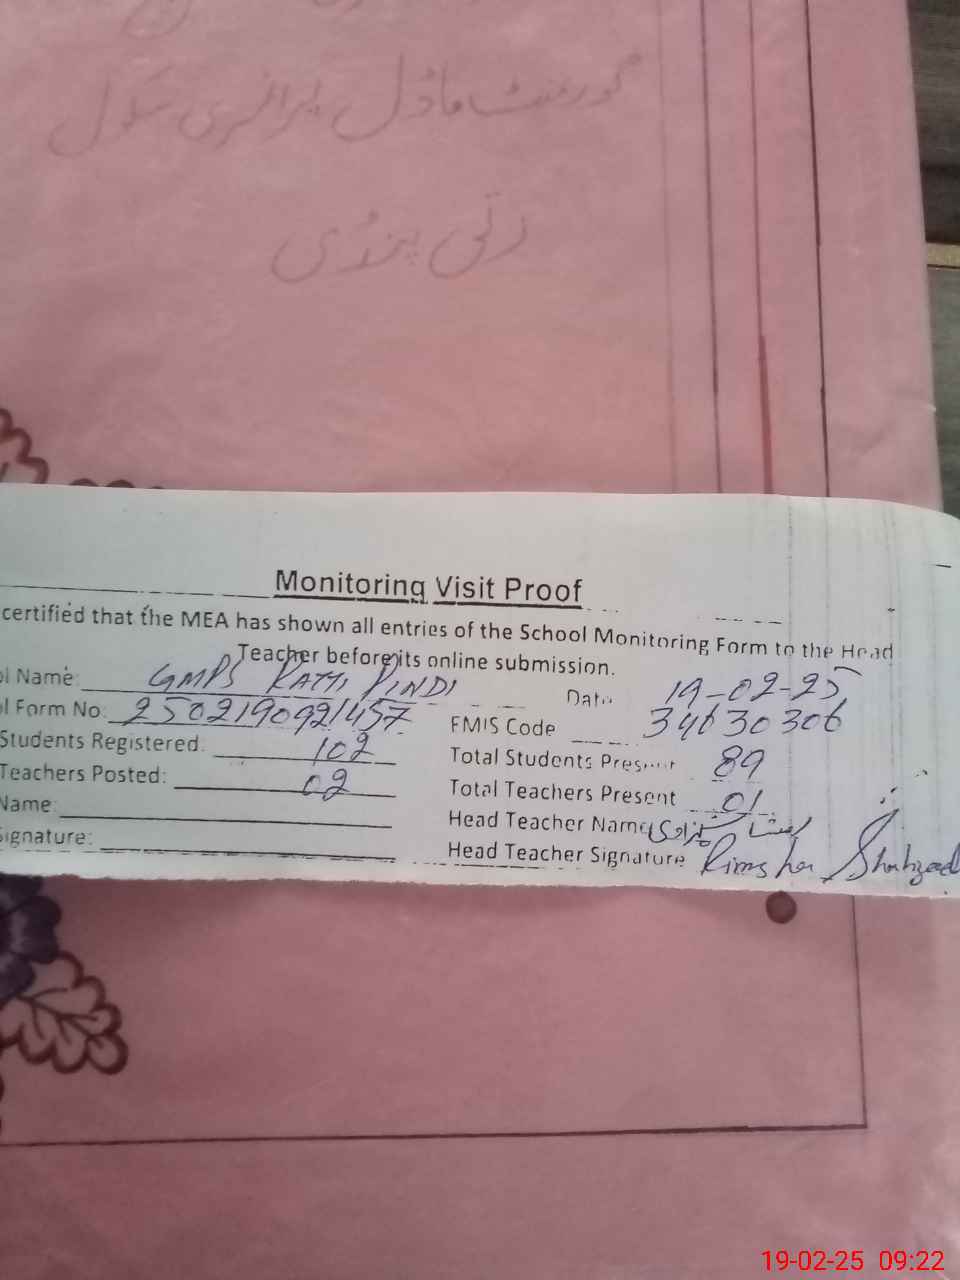 گورنمنٹ ماڈل پرائمری سکول
رتی پنڈی
Monitoring Visit Proof
certified that the MEA has shown all entries of the School Monitoring Form to the Head
Teacher before its online submission.
l Name: GMPS RATTI PINDI Date 19-02-25
l Form No: 2502190921457 EMIS Code 34630306
Students Registered: 102 Total Students Present 89
Teachers Posted: 02 Total Teachers Present 01
Name: Head Teacher Name
Signature: Head Teacher Signature Rimsha Shahzad
19-02-25 09:22